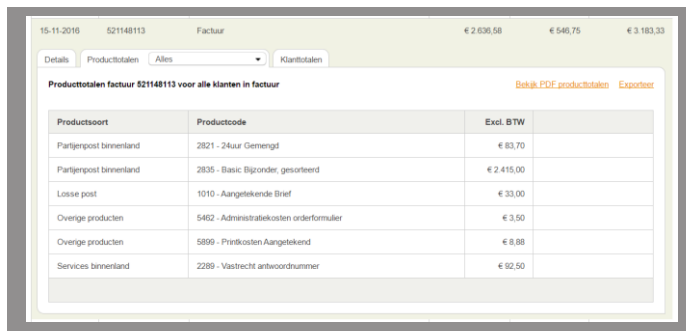 15-11-2016 521148113 Factuur € 2.636,58 € 546,75 € 3.183,33
Details Producttotalen Alles Klanttotalen
Producttotalen factuur 521148113 voor alle klanten in factuur Bekijk PDF producttotalen Exporteer
Productsoort Productcode Excl. BTW
Partijenpost binnenland 2821 - 24uur Gemengd € 83,70
Partijenpost binnenland 2835 - Basic Bijzonder, gesorteerd € 2.415,00
Losse post 1010 - Aangetekende Brief € 33,00
Overige producten 5462 - Administratiekosten orderformulier € 3,50
Overige producten 5899 - Printkosten Aangetekend € 8,88
Services binnenland 2289 - Vastrecht antwoordnummer € 92,50